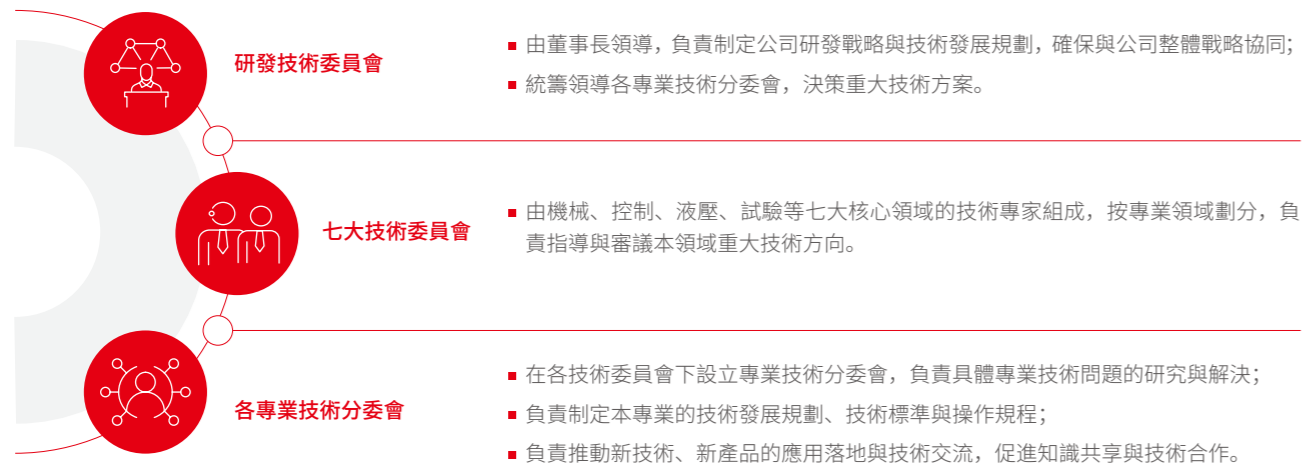 研發技術委員會
由董事長領導，負責制定公司研發戰略與技術發展規劃，確保與公司整體戰略協同；
統籌領導各專業技術分委會，決策重大技術方案。
七大技術委員會
由機械、控制、液壓、試驗等七大核心領域的技術專家組成，按專業領域劃分，負
責指導與審議本領域重大技術方向。
各專業技術分委會
在各技術委員會下設立專業技術分委會，負責具體專業技術問題的研究與解決；
負責制定本專業的技術發展規劃、技術標準與操作規程；
負責推動新技術、新產品的應用落地與技術交流，促進知識共享與技術合作。